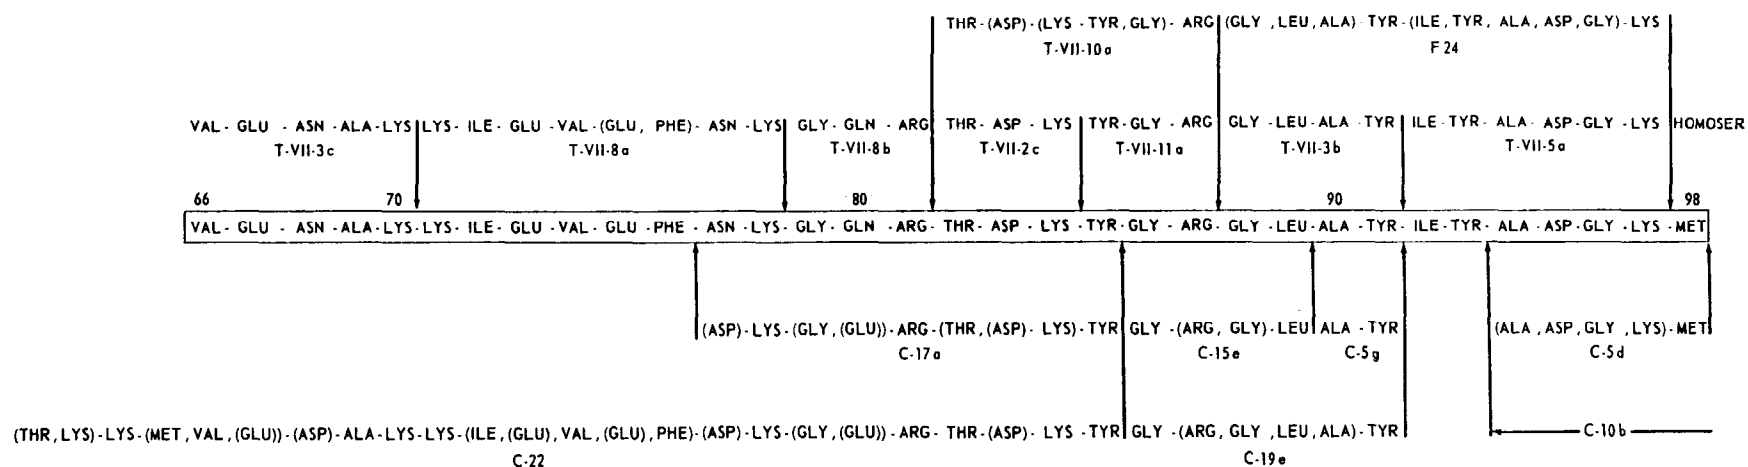 THR-(ASP)-(LYS-TYR,GLY)-ARG (GLY,LEU,ALA)-TYR-(ILE,TYR,ALA,ASP,GLY)-LYS
T-VII-10a F24
VAL-GLU-ASN-ALA-LYS LYS-ILE-GLU-VAL-(GLU,PHE)-ASN-LYS GLY-GLN-ARG THR-ASP-LYS TYR-GLY-ARG GLY-LEU-ALA-TYR ILE-TYR-ALA-ASP-GLY-LYS HOMOSER
T-VII-3c T-VII-8a T-VII-8b T-VII-2c T-VII-11a T-VII-3b T-VII-5a
66 70 80 90 98
VAL-GLU-ASN-ALA-LYS-LYS-ILE-GLU-VAL-GLU-PHE-ASN-LYS-GLY-GLN-ARG-THR-ASP-LYS-TYR-GLY-ARG-GLY-LEU-ALA-TYR-ILE-TYR-ALA-ASP-GLY-LYS-MET
(ASP)-LYS-(GLY,(GLU))-ARG-(THR,(ASP)-LYS)-TYR GLY-(ARG,GLY)-LEU ALA-TYR (ALA,ASP,GLY,LYS)-MET
C-17a C-15e C-5g C-5d
(THR,LYS)-LYS-(MET,VAL,(GLU))-(ASP)-ALA-LYS-LYS-(ILE,(GLU),VAL,(GLU),PHE)-(ASP)-LYS-(GLY,(GLU))-ARG-THR-(ASP)-LYS-TYR GLY-(ARG,GLY,LEU,ALA)-TYR C-10b
C-22 C-19e